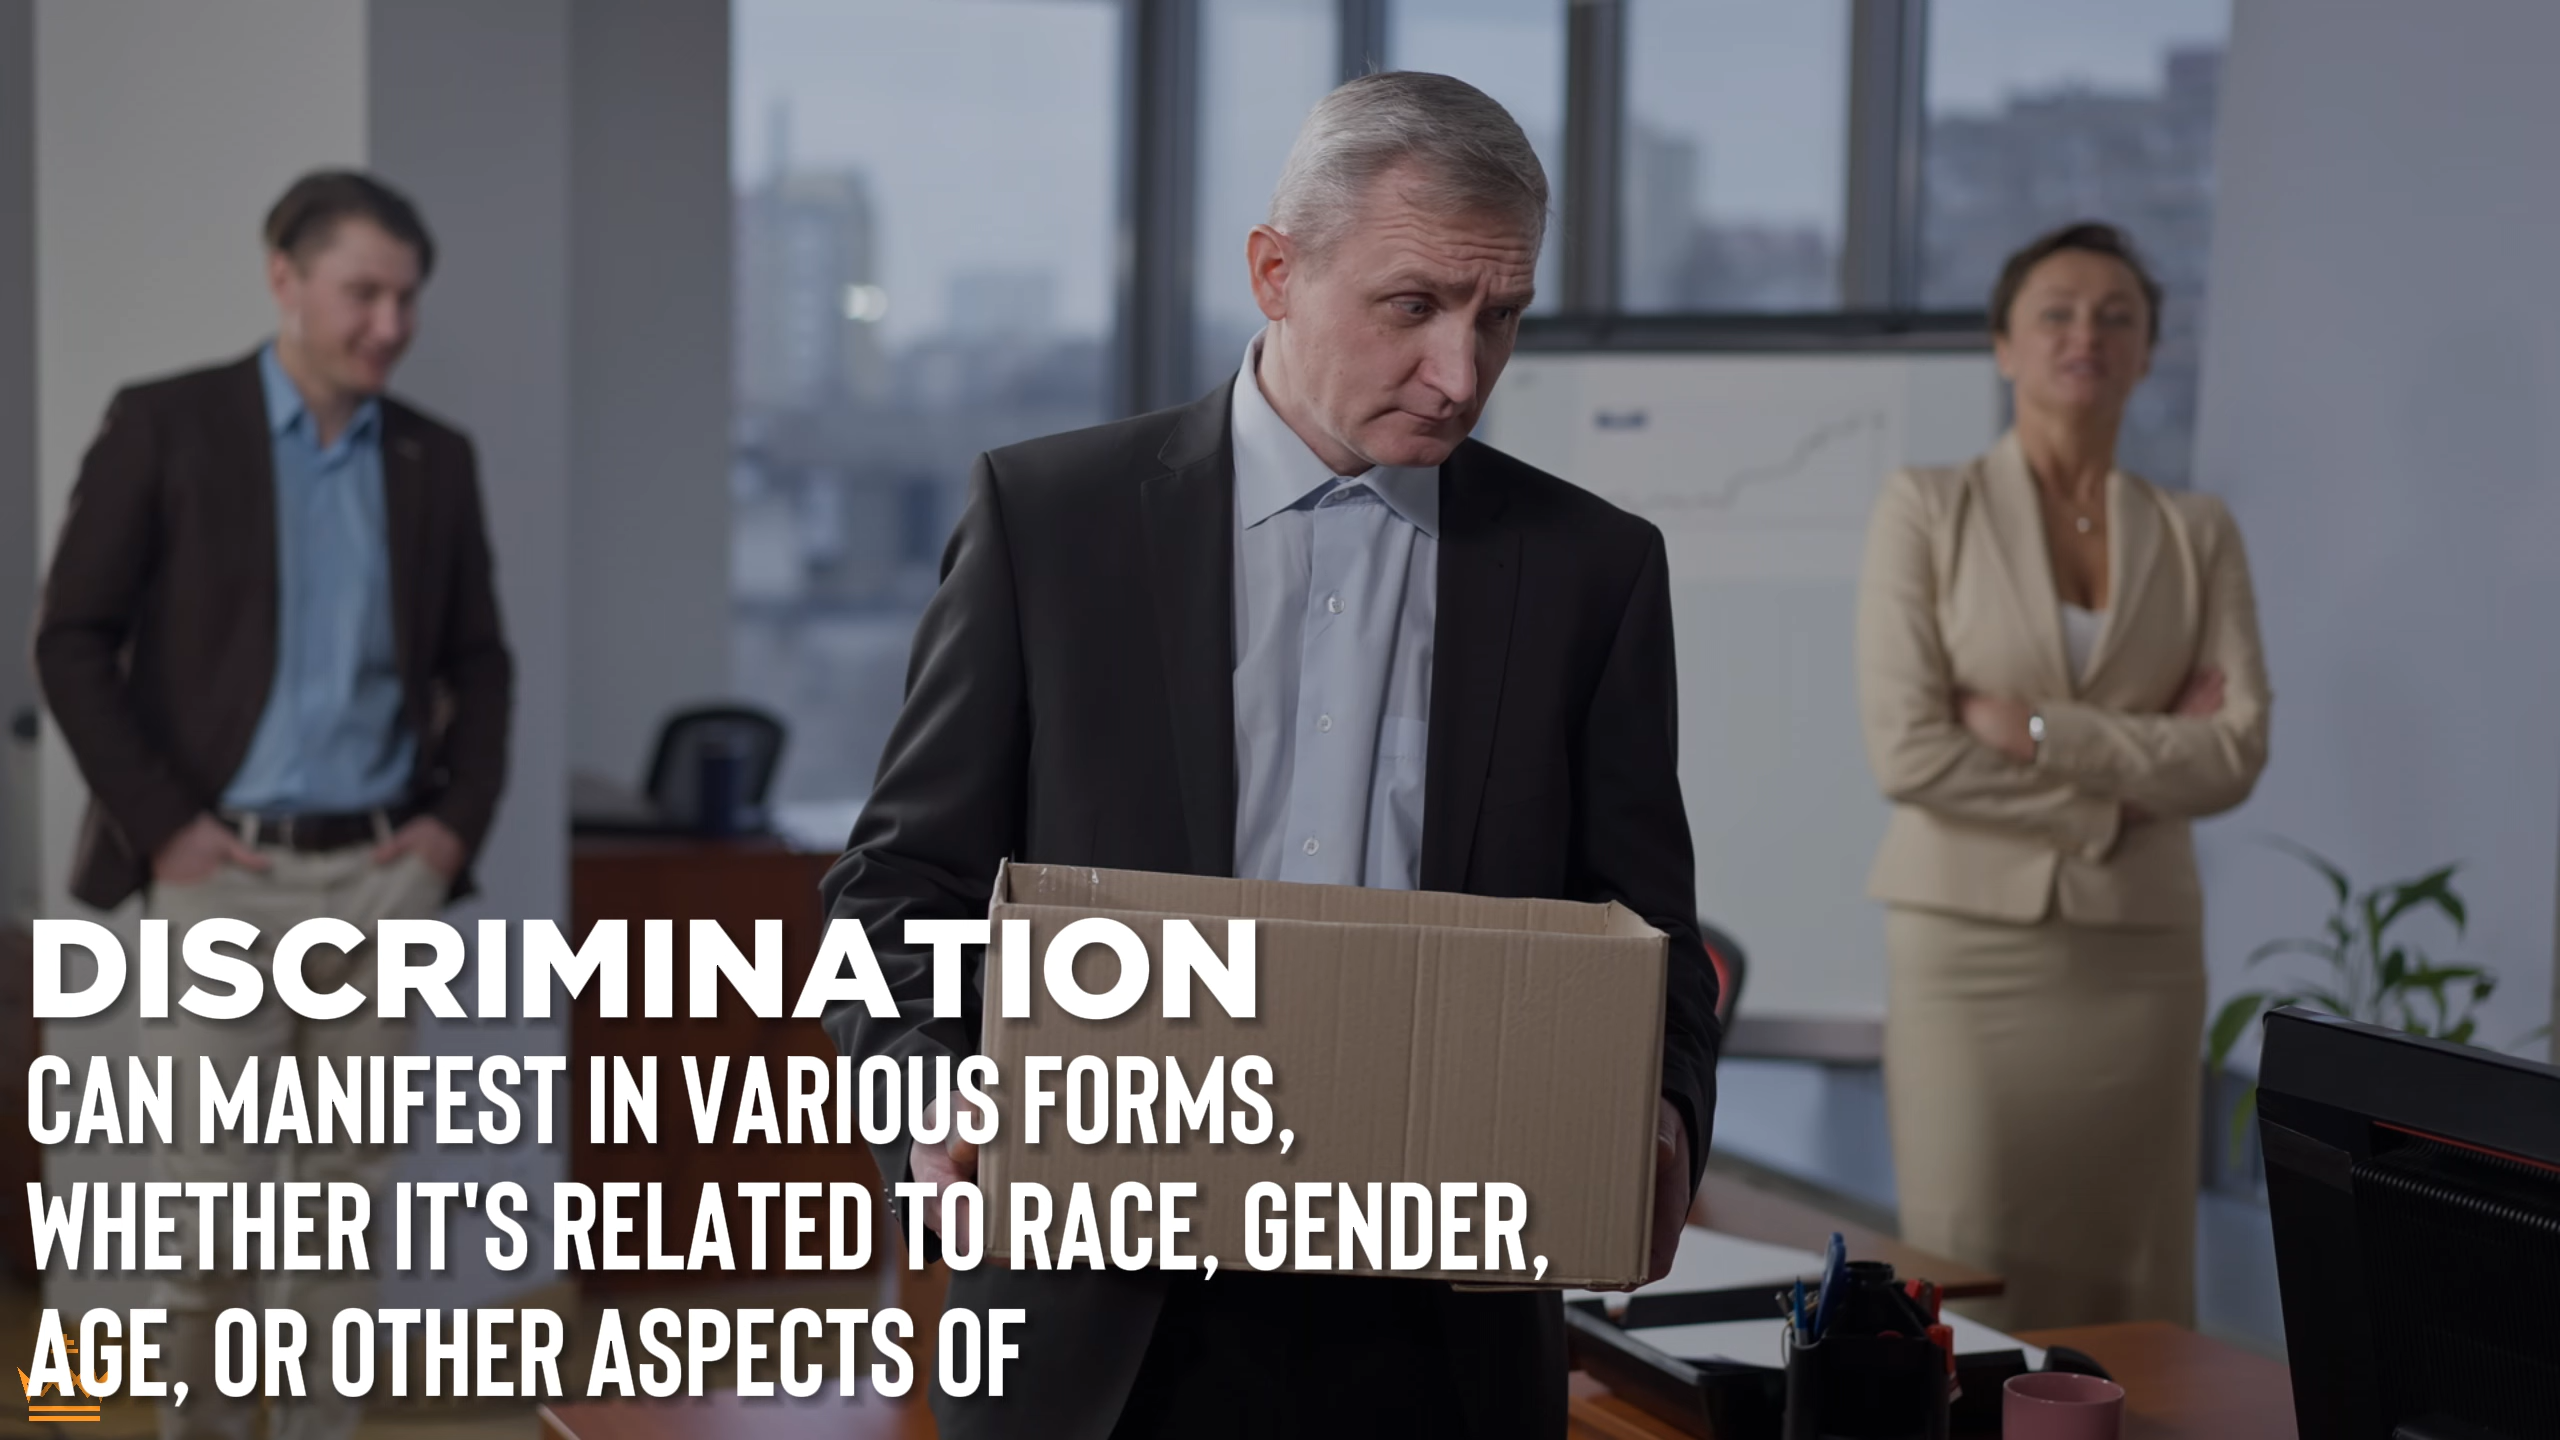 DISCRIMINATION
CAN MANIFEST IN VARIOUS FORMS,
WHETHER IT'S RELATED TO RACE, GENDER,
AGE, OR OTHER ASPECTS OF